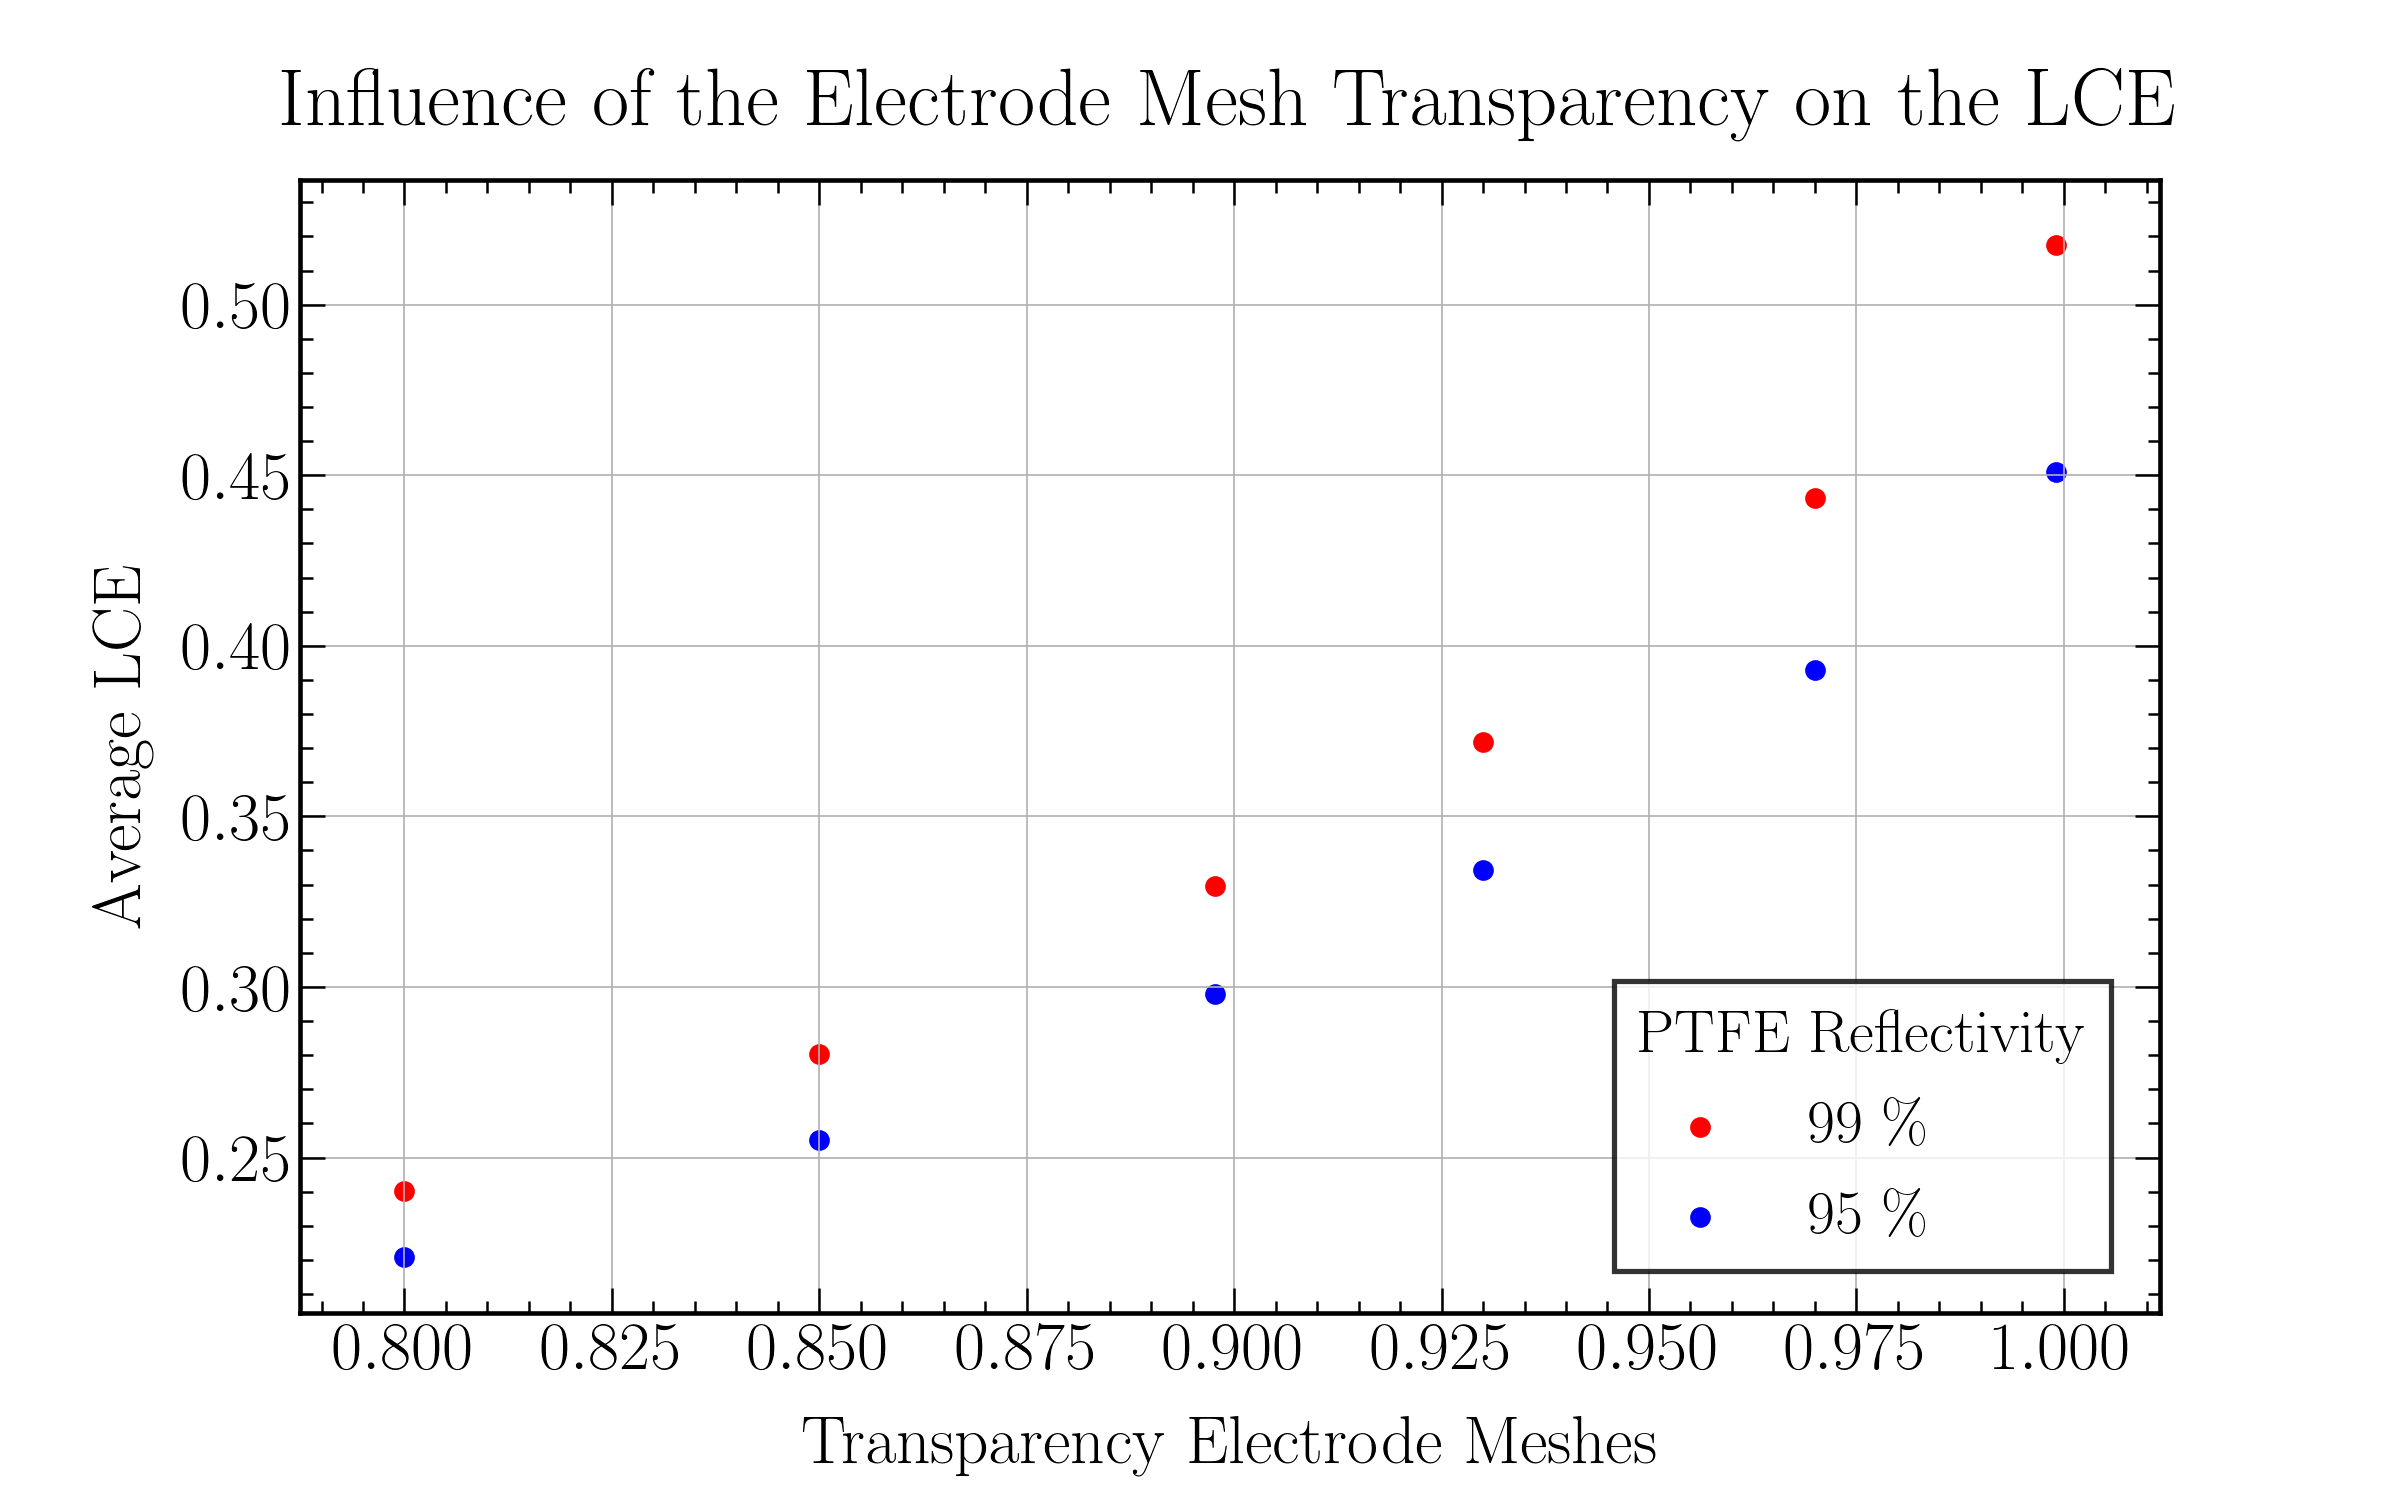 Influence of the Electrode Mesh Transparency on the LCE
Average LCE
0.50
0.45
0.40
0.35
0.30
0.25
PTFE Reflectivity
99 %
95 %
0.800 0.825 0.850 0.875 0.900 0.925 0.950 0.975 1.000
Transparency Electrode Meshes